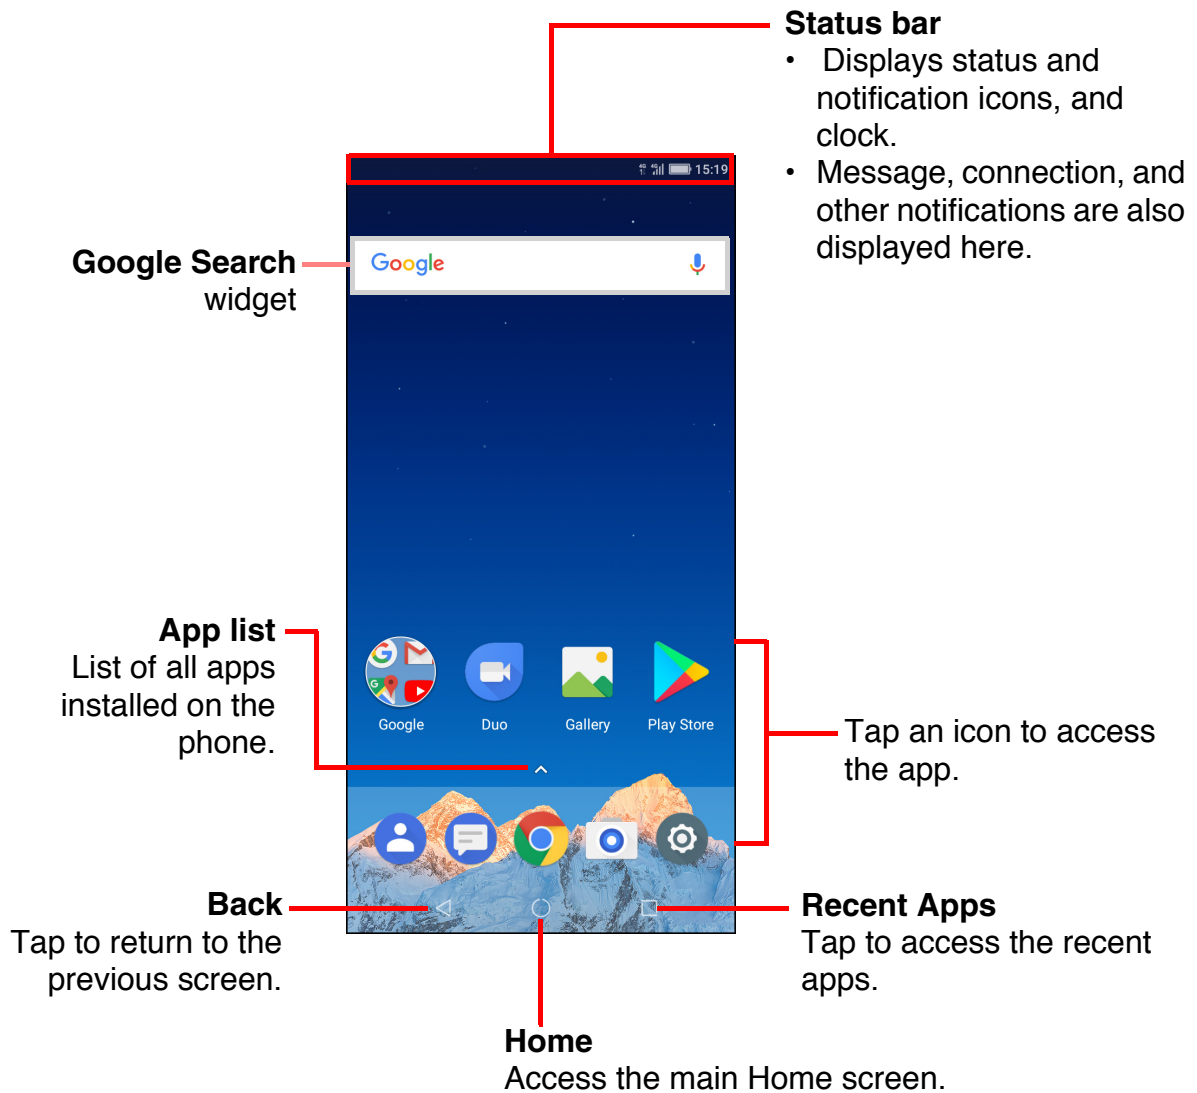 Status bar
• Displays status and
notification icons, and
clock.
• Message, connection, and
other notifications are also
displayed here.
4G 4G 15:19
Google Search
widget
Google
App list
List of all apps
installed on the
phone.
Google Duo Gallery Play Store
Tap an icon to access
the app.
Back
Tap to return to the
previous screen.
Recent Apps
Tap to access the recent
apps.
Home
Access the main Home screen.